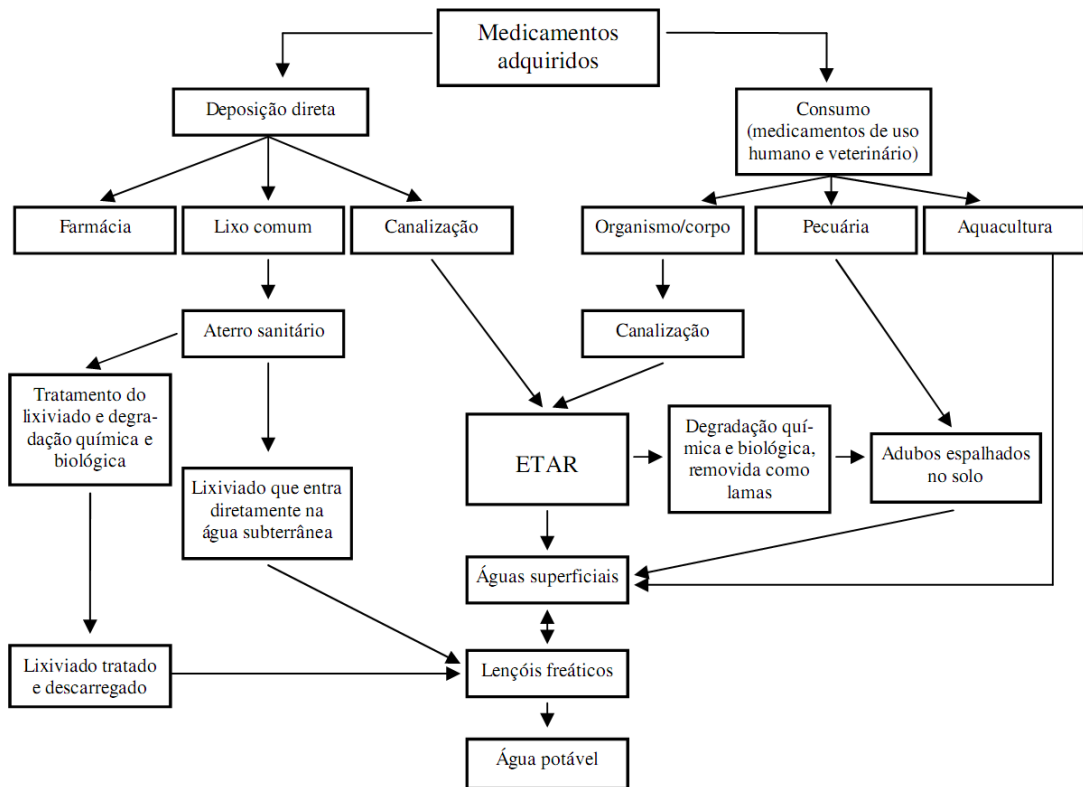 Medicamentos
adquiridos
Deposição direta
Consumo
(medicamentos de uso
humano e veterinário)
Farmácia
Lixo comum
Canalização
Organismo/corpo
Pecuária
Aquacultura
Aterro sanitário
Canalização
Tratamento do
lixiviado e degra-
dação química e
biológica
ETAR
Degradação quí-
mica e biológica,
removida como
lamas
Adubos espalhados
no solo
Lixiviado que entra
diretamente na
água subterrânea
Águas superficiais
Lixiviado tratado
e descarregado
Lençóis freáticos
Água potável